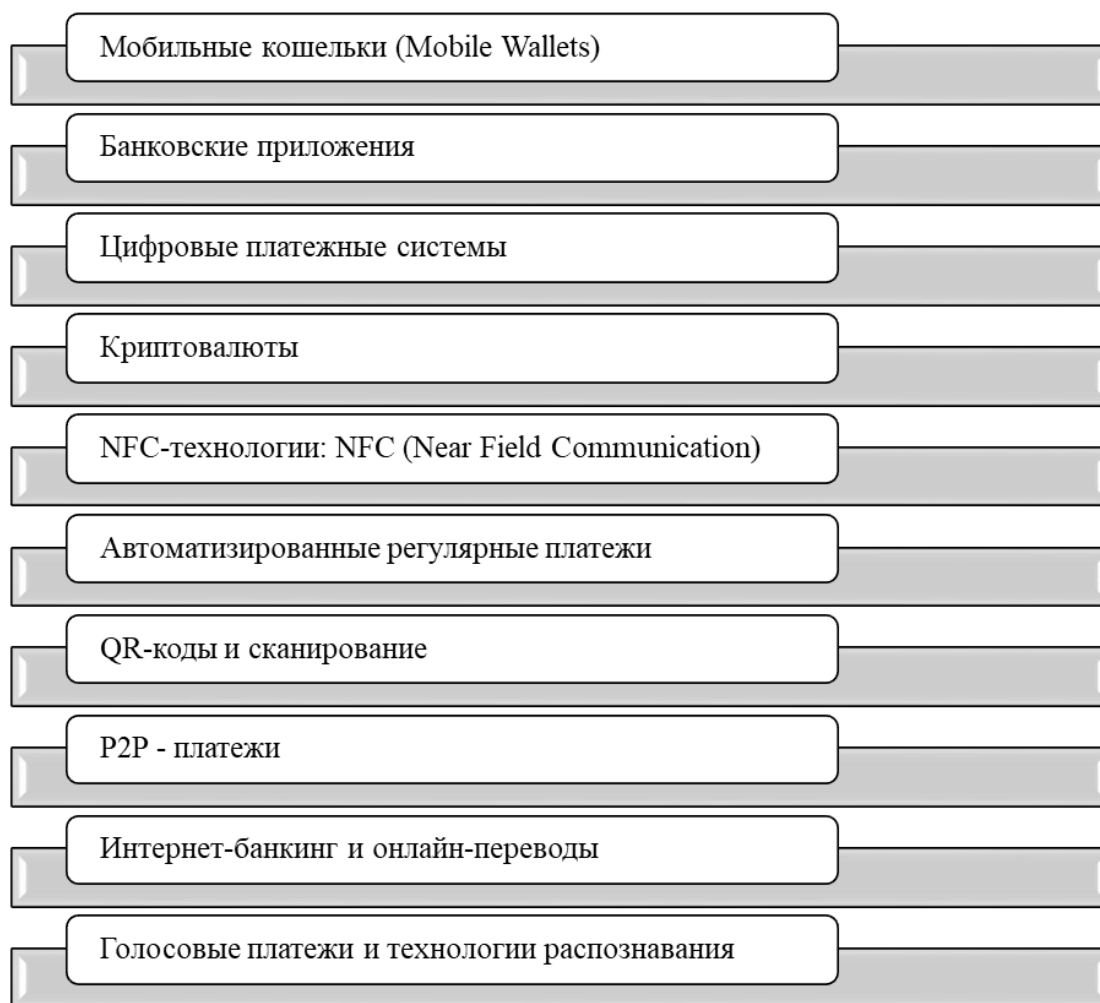 Мобильные кошельки (Mobile Wallets)
Банковские приложения
Цифровые платежные системы
Криптовалюты
NFC-технологии: NFC (Near Field Communication)
Автоматизированные регулярные платежи
QR-коды и сканирование
P2P - платежи
Интернет-банкинг и онлайн-переводы
Голосовые платежи и технологии распознавания